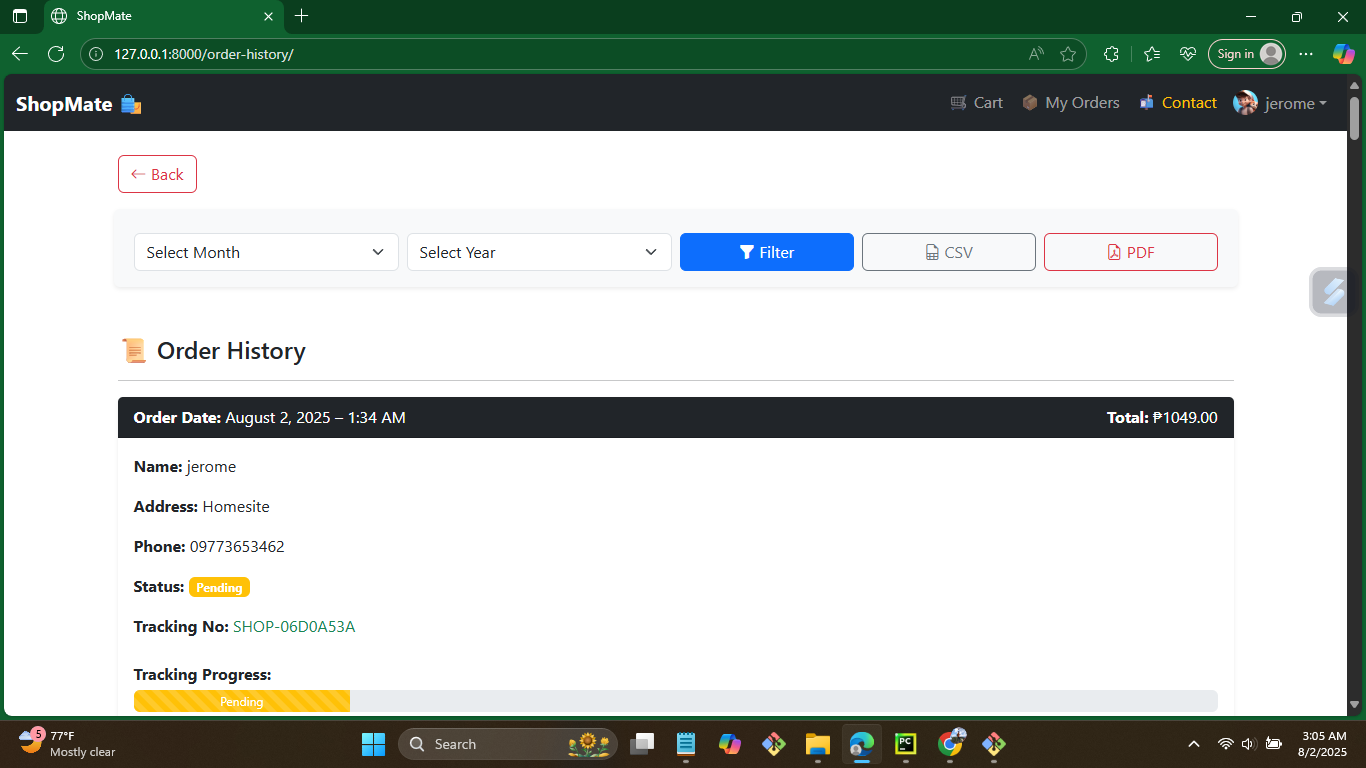 ShopMate
127.0.0.1:8000/order-history/
Sign in
ShopMate
Cart
My Orders
Contact
jerome
Back
Select Month
Select Year
Filter
CSV
PDF
Order History
Order Date: August 2, 2025 – 1:34 AM
Total: ₱1049.00
Name: jerome
Address: Homesite
Phone: 09773653462
Status: Pending
Tracking No: SHOP-06D0A53A
Tracking Progress:
Pending
5
77°F
Mostly clear
Search
PC
3:05 AM
8/2/2025